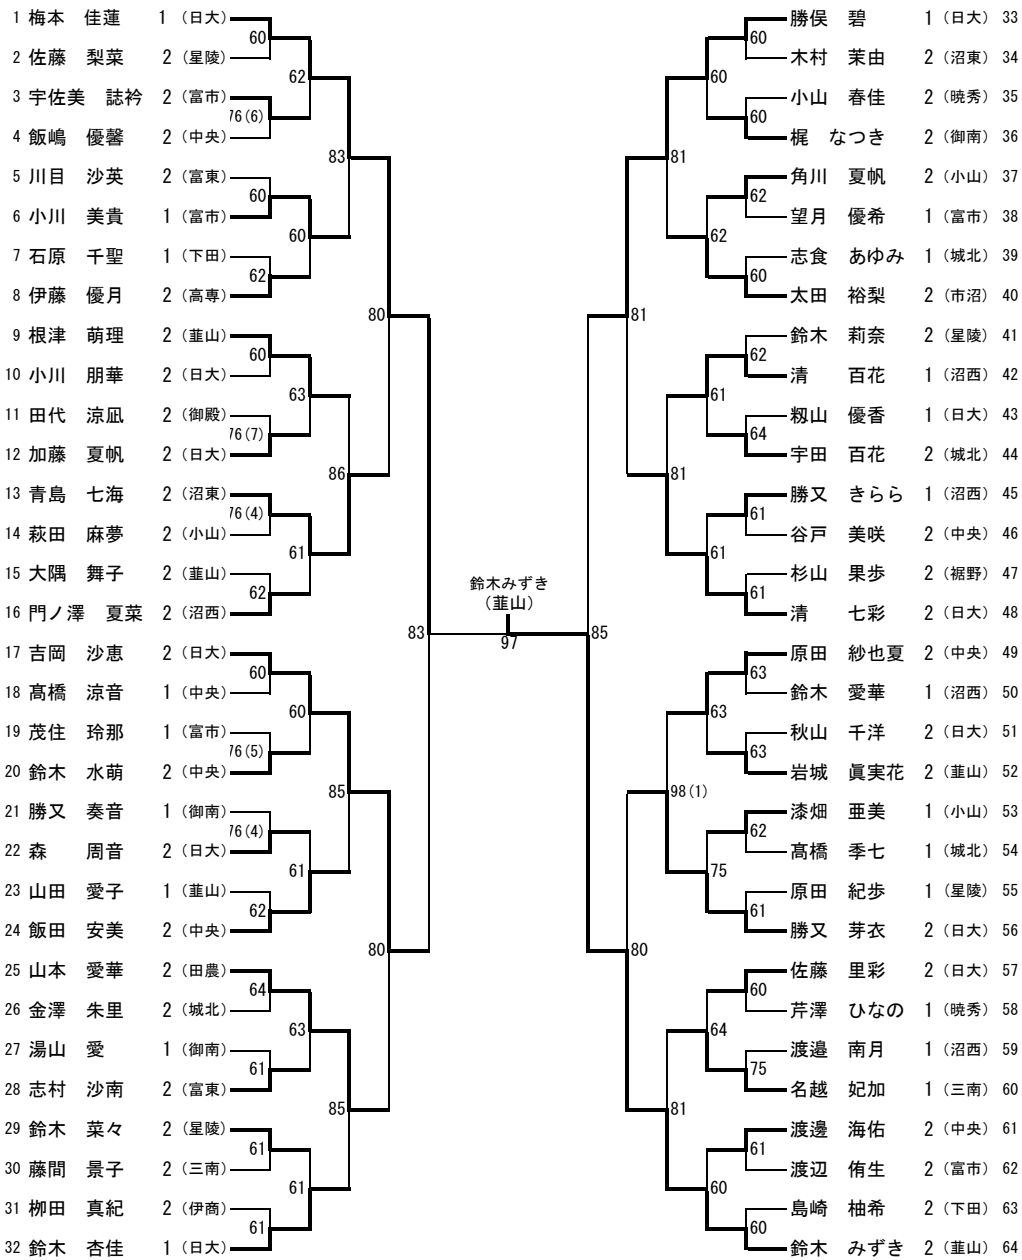 1 梅本 佳蓮 1 (日大)
2 佐藤 梨菜 2 (星陵)
3 宇佐美 誌衿 2 (富市)
4 飯嶋 優馨 2 (中央)
5 川目 沙英 2 (富東)
6 小川 美貴 1 (富市)
7 石原 千聖 1 (下田)
8 伊藤 優月 2 (高専)
9 根津 萌理 2 (韮山)
10 小川 朋華 2 (日大)
11 田代 涼凪 2 (御殿)
12 加藤 夏帆 2 (日大)
13 青島 七海 2 (沼東)
14 萩田 麻夢 2 (小山)
15 大隅 舞子 2 (韮山)
16 門ノ澤 夏菜 2 (沼西)
17 吉岡 沙恵 2 (日大)
18 髙橋 涼音 1 (中央)
19 茂住 玲那 1 (富市)
20 鈴木 水萌 2 (中央)
21 勝又 奏音 1 (御南)
22 森 周音 2 (日大)
23 山田 愛子 1 (韮山)
24 飯田 安美 2 (中央)
25 山本 愛華 2 (田農)
26 金澤 朱里 2 (城北)
27 湯山 愛 1 (御南)
28 志村 沙南 2 (富東)
29 鈴木 菜々 2 (星陵)
30 藤間 景子 2 (三南)
31 栁田 真紀 2 (伊商)
32 鈴木 杏佳 1 (日大)
60
76(6)
60
62
60
76(7)
76(4)
62
60
76(5)
76(4)
62
64
61
61
61
62
60
63
61
60
61
63
61
83
86
85
85
80
80
83
鈴木みずき
(韮山)
97
85
81
80
81
81
98(1)
81
60
62
61
61
63
75
64
60
60
60
62
60
62
64
61
61
63
63
62
61
60
75
61
60
勝俣 碧 1 (日大) 33
木村 茉由 2 (沼東) 34
小山 春佳 2 (暁秀) 35
梶 なつき 2 (御南) 36
角川 夏帆 2 (小山) 37
望月 優希 1 (富市) 38
志食 あゆみ 1 (城北) 39
太田 裕梨 2 (市沼) 40
鈴木 莉奈 2 (星陵) 41
清 百花 1 (沼西) 42
籾山 優香 1 (日大) 43
宇田 百花 2 (城北) 44
勝又 きらら 1 (沼西) 45
谷戸 美咲 2 (中央) 46
杉山 果歩 2 (裾野) 47
清 七彩 2 (日大) 48
原田 紗也夏 2 (中央) 49
鈴木 愛華 1 (沼西) 50
秋山 千洋 2 (日大) 51
岩城 眞実花 2 (韮山) 52
漆畑 亜美 1 (小山) 53
髙橋 季七 1 (城北) 54
原田 紀歩 1 (星陵) 55
勝又 芽衣 2 (日大) 56
佐藤 里彩 2 (日大) 57
芹澤 ひなの 1 (暁秀) 58
渡邉 南月 1 (沼西) 59
名越 妃加 1 (三南) 60
渡邊 海佑 2 (中央) 61
渡辺 侑生 2 (富市) 62
島崎 柚希 2 (下田) 63
鈴木 みずき 2 (韮山) 64